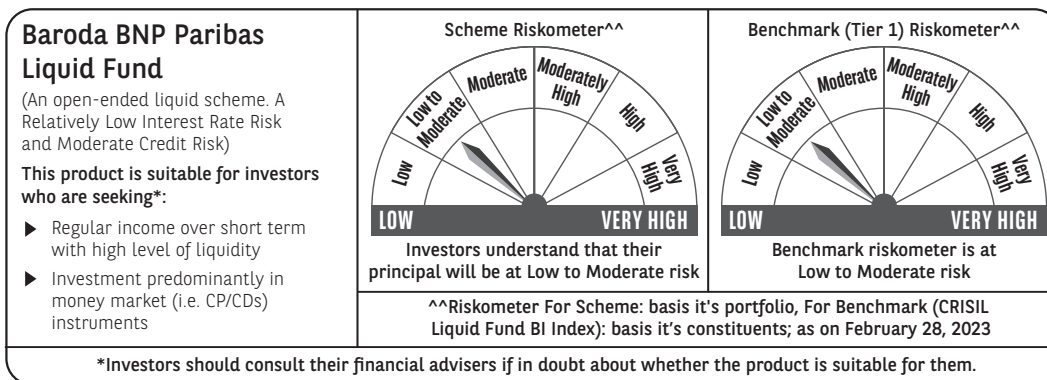 Baroda BNP Paribas
Liquid Fund
(An open-ended liquid scheme. A
Relatively Low Interest Rate Risk
and Moderate Credit Risk)
This product is suitable for investors
who are seeking*:
▶ Regular income over short term
with high level of liquidity
▶ Investment predominantly in
money market (i.e. CP/CDs)
instruments
Scheme Riskometer^^
Low
Low to
Moderate
Moderate
Moderately
High
High
Very
High
LOW VERY HIGH
Investors understand that their
principal will be at Low to Moderate risk
Benchmark (Tier 1) Riskometer^^
Low
Low to
Moderate
Moderate
Moderately
High
High
Very
High
LOW VERY HIGH
Benchmark riskometer is at
Low to Moderate risk
^^Riskometer For Scheme: basis it's portfolio, For Benchmark (CRISIL
Liquid Fund BI Index): basis it’s constituents; as on February 28, 2023
*Investors should consult their financial advisers if in doubt about whether the product is suitable for them.